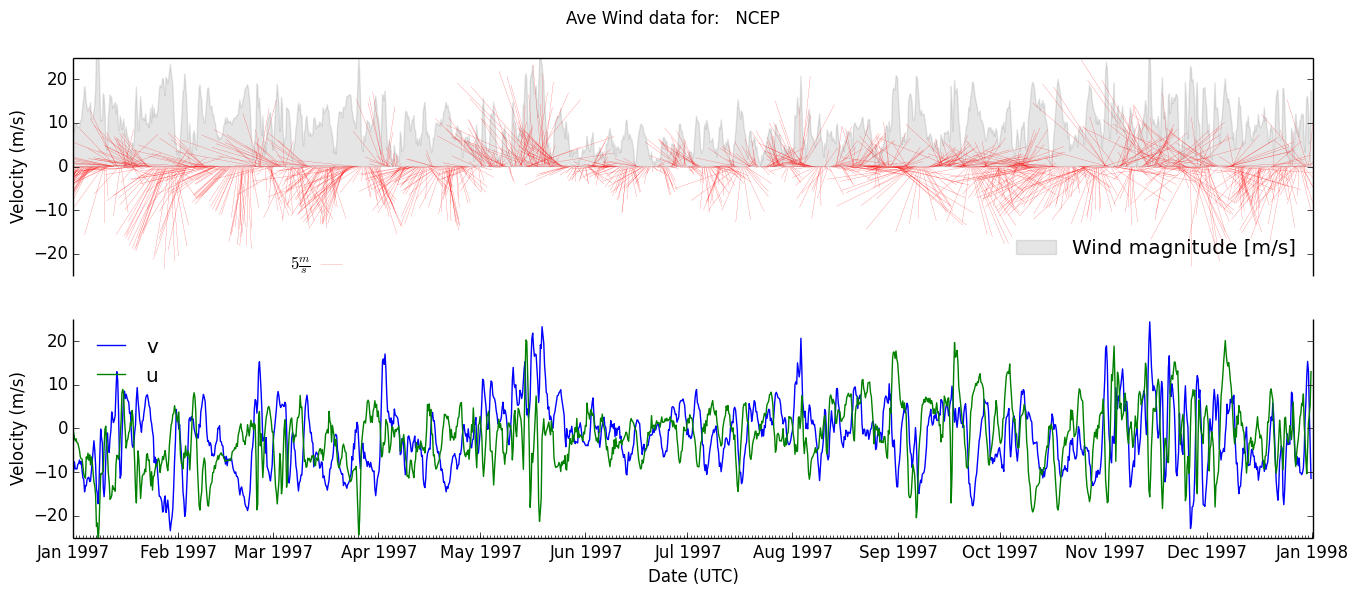 Ave Wind data for:   NCEP
Velocity (m/s)
20
10
0
−10
−20
5 m/s
Wind magnitude [m/s]
Velocity (m/s)
20
10
0
−10
−20
v
u
Jan 1997 Feb 1997 Mar 1997 Apr 1997 May 1997 Jun 1997 Jul 1997 Aug 1997 Sep 1997 Oct 1997 Nov 1997 Dec 1997 Jan 1998
Date (UTC)